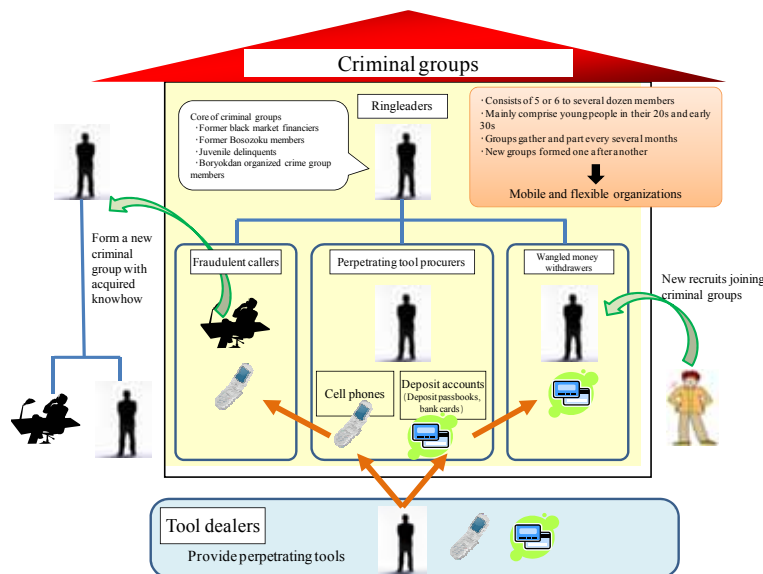 Criminal groups
Core of criminal groups
・Former black market financiers
・Former Bosozoku members
・Juvenile delinquents
・Boryokdan organized crime group
members
Ringleaders
・Consists of 5 or 6 to several dozen members
・Mainly comprise young people in their 20s and early
30s
・Groups gather and part every several months
・New groups formed one after another
Mobile and flexible organizations
Form a new
criminal
group with
acquired
knowhow
Fraudulent callers
Perpetrating tool procurers
Wangled money
withdrawers
New recruits joining
criminal groups
Cell phones
Deposit accounts
(Deposit passbooks,
bank cards)
Tool dealers
Provide perpetrating tools